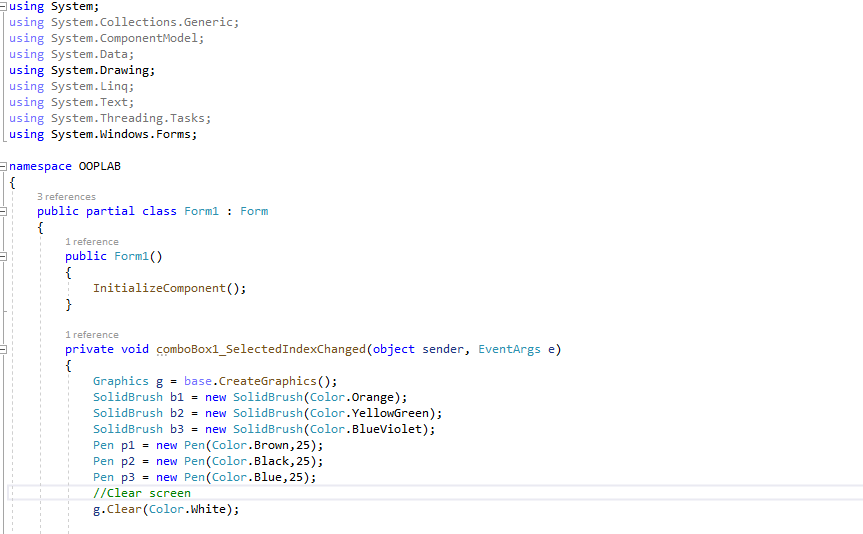 using System;
using System.Collections.Generic;
using System.ComponentModel;
using System.Data;
using System.Drawing;
using System.Linq;
using System.Text;
using System.Threading.Tasks;
using System.Windows.Forms;
namespace OOPLAB
{
3 references
public partial class Form1 : Form
{
1 reference
public Form1()
{
InitializeComponent();
}
1 reference
private void comboBox1_SelectedIndexChanged(object sender, EventArgs e)
{
Graphics g = base.CreateGraphics();
SolidBrush b1 = new SolidBrush(Color.Orange);
SolidBrush b2 = new SolidBrush(Color.YellowGreen);
SolidBrush b3 = new SolidBrush(Color.BlueViolet);
Pen p1 = new Pen(Color.Brown,25);
Pen p2 = new Pen(Color.Black,25);
Pen p3 = new Pen(Color.Blue,25);
//Clear screen
g.Clear(Color.White);